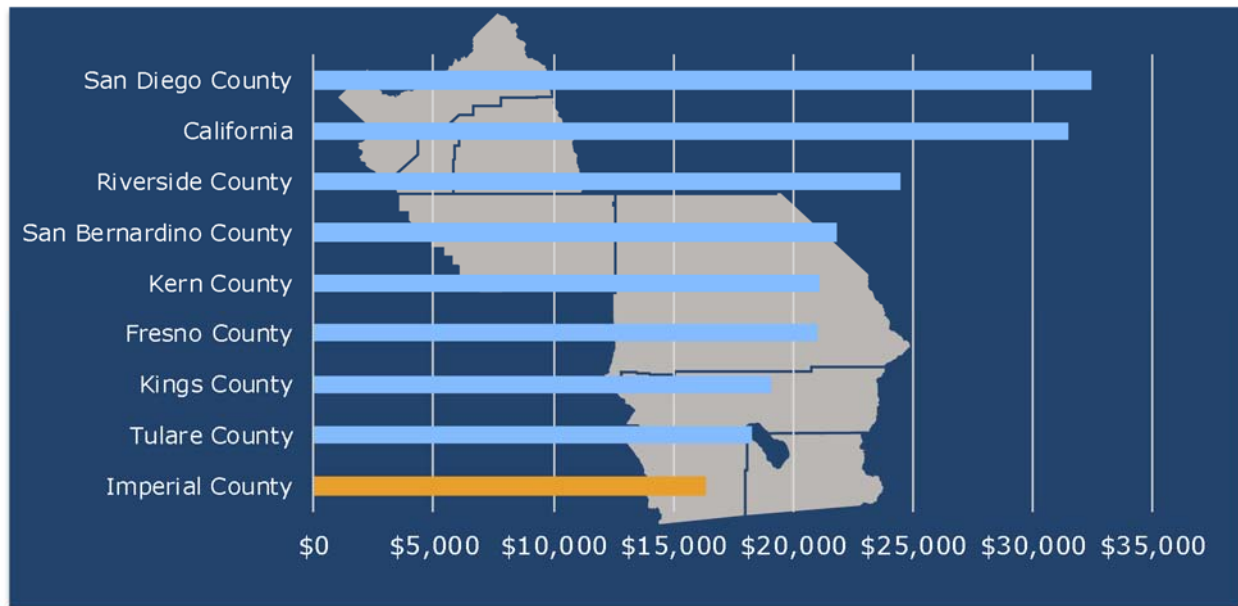 San Diego County
California
Riverside County
San Bernardino County
Kern County
Fresno County
Kings County
Tulare County
Imperial County
$0 $5,000 $10,000 $15,000 $20,000 $25,000 $30,000 $35,000